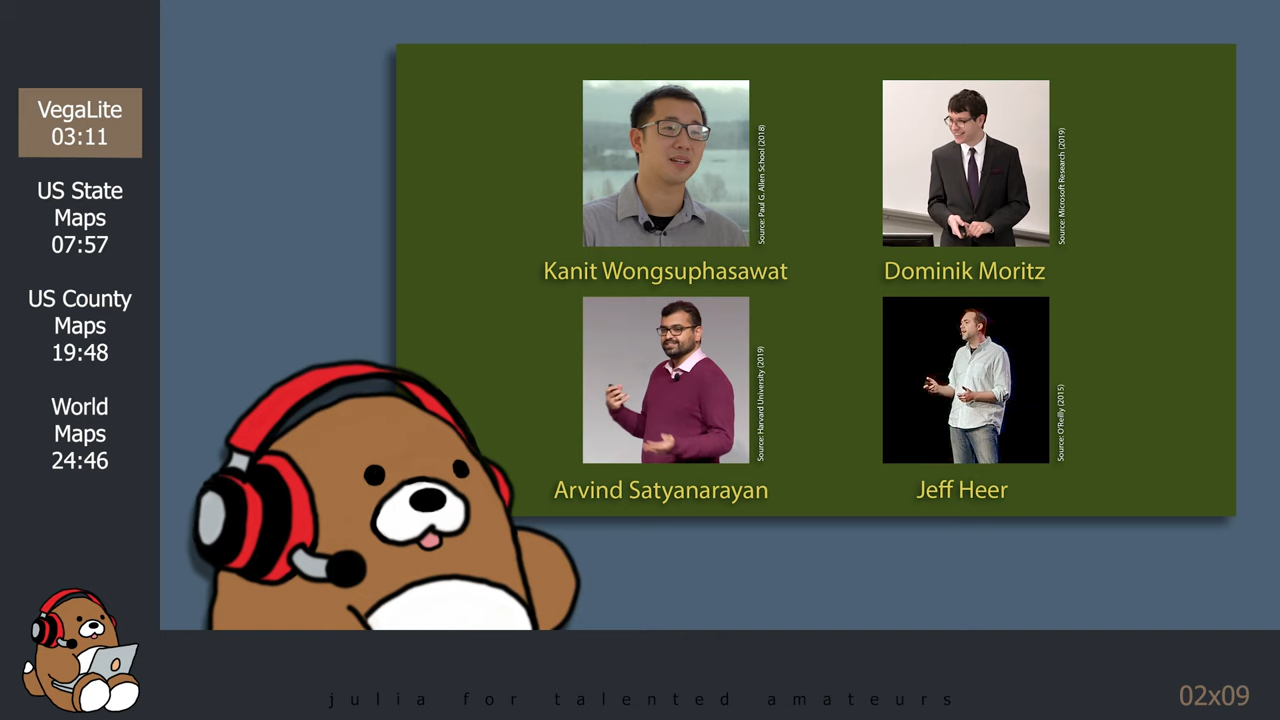 VegaLite
03:11
US State
Maps
07:57
US County
Maps
19:48
World
Maps
24:46
Source: Paul G. Allen School (2018)
Source: Microsoft Research (2019)
Kanit Wongsuphasawat
Dominik Moritz
Source: Harvard University (2019)
Source: O'Reilly (2015)
Arvind Satyanarayan
Jeff Heer
julia for talented amateurs
02x09